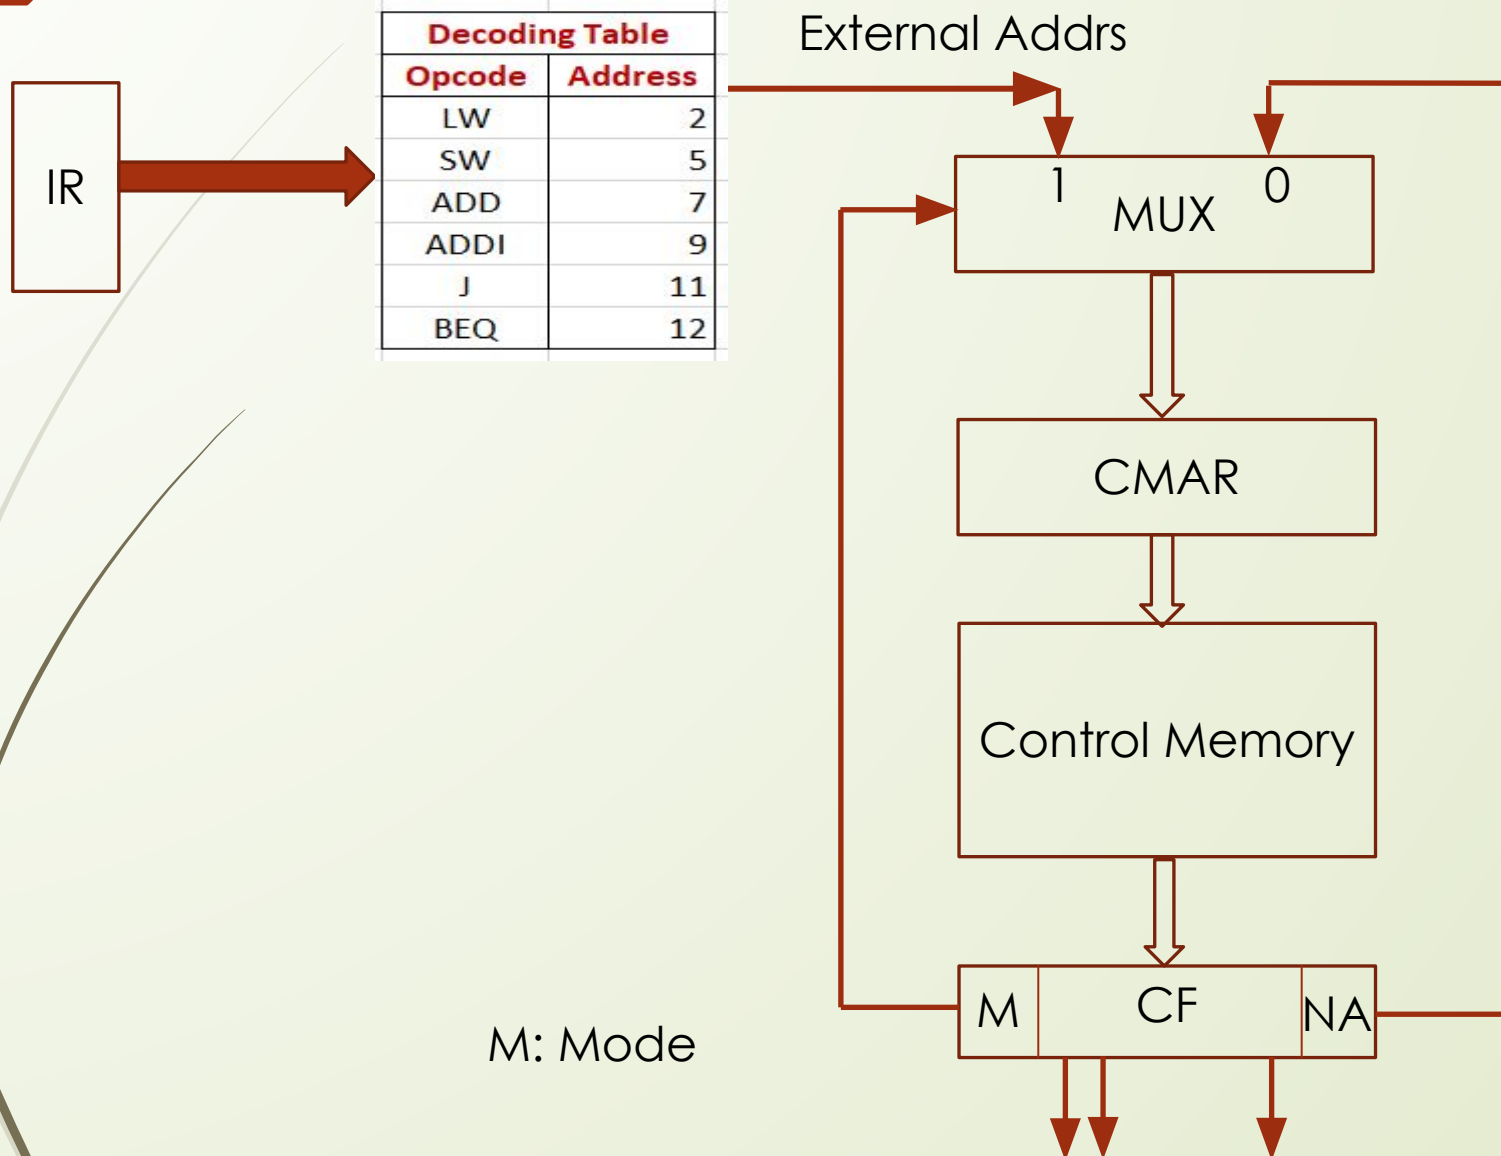 External Addrs
Decoding Table
Opcode Address
LW 2
SW 5
ADD 7
ADDI 9
J 11
BEQ 12
IR
1 0
MUX
CMAR
Control Memory
M CF NA
M: Mode